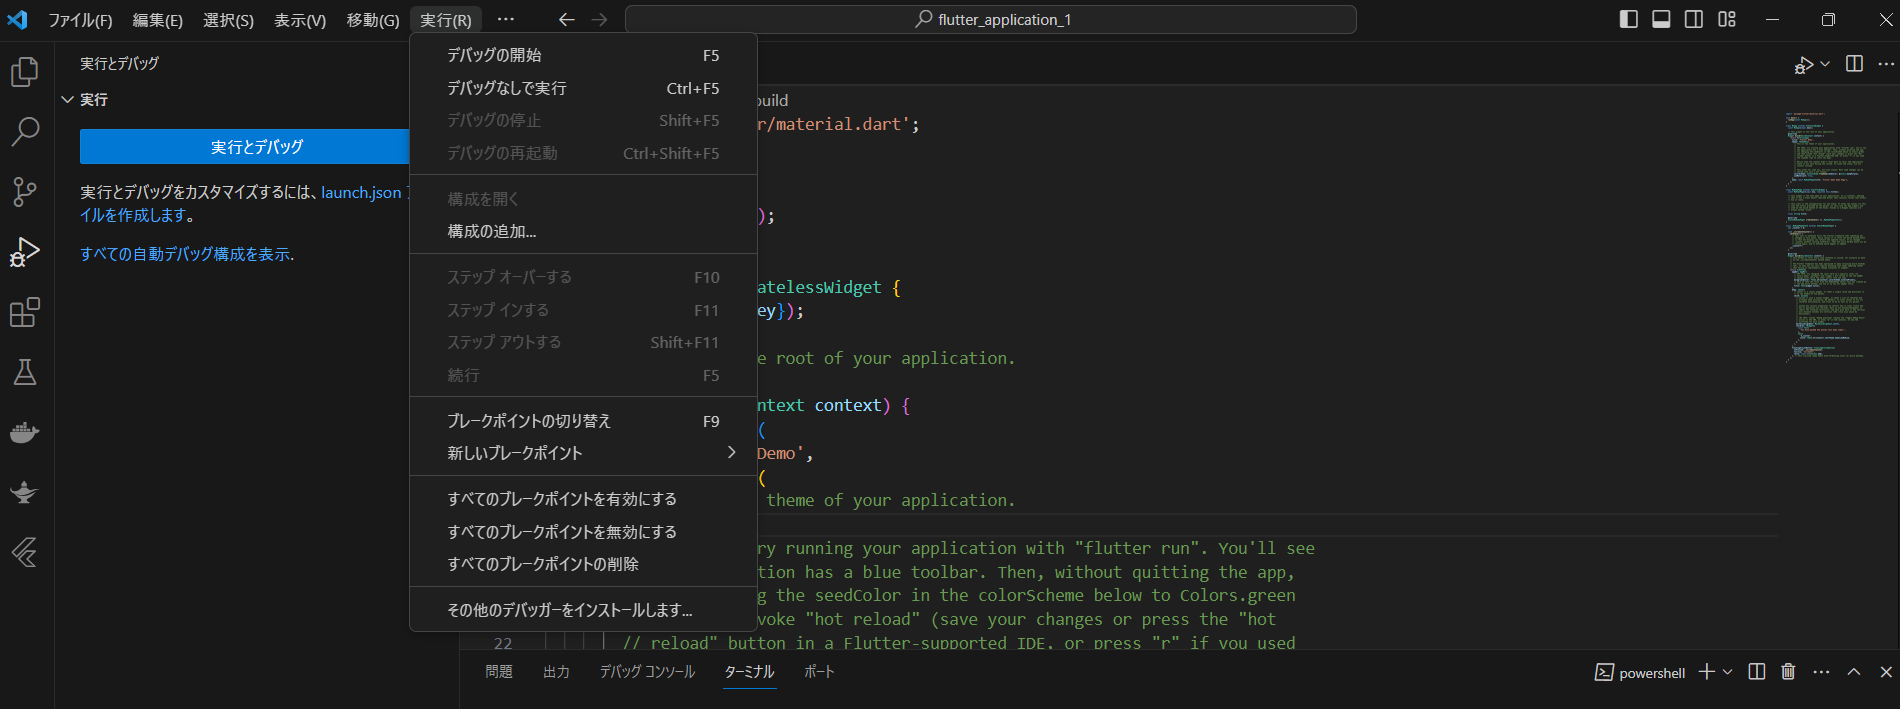 ファイル(F) 編集(E) 選択(S) 表示(V) 移動(G) 実行(R) ··· flutter_application_1
実行とデバッグ
実行
実行とデバッグ
実行とデバッグをカスタマイズするには、launch.json
イルを作成します。
すべての自動デバッグ構成を表示.
デバッグの開始 F5
デバッグなしで実行 Ctrl+F5
デバッグの停止 Shift+F5
デバッグの再起動 Ctrl+Shift+F5
構成を開く
構成の追加...
ステップ オーバーする F10
ステップ インする F11
ステップ アウトする Shift+F11
続行 F5
ブレークポイントの切り替え F9
新しいブレークポイント
すべてのブレークポイントを有効にする
すべてのブレークポイントを無効にする
すべてのブレークポイントの削除
その他のデバッガーをインストールします...
build
r/material.dart';
);
atelessWidget {
ey});
e root of your application.
ntext context) {
(
Demo',
(
theme of your application.
ry running your application with "flutter run". You'll see
tion has a blue toolbar. Then, without quitting the app,
g the seedColor in the colorScheme below to Colors.green
voke "hot reload" (save your changes or press the "hot
22 // reload" button in a Flutter-supported IDE, or press "r" if you used
問題 出力 デバッグ コンソール ターミナル ポート powershell